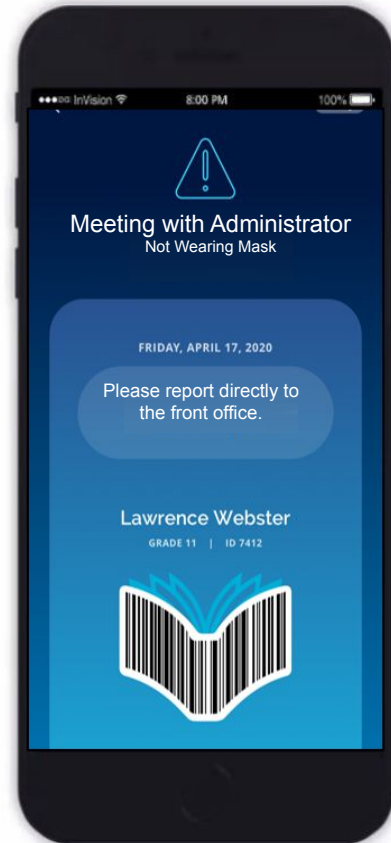 InVision 8:00 PM 100%
Meeting with Administrator
Not Wearing Mask
FRIDAY, APRIL 17, 2020
Please report directly to
the front office.
Lawrence Webster
GRADE 11 | ID 7412